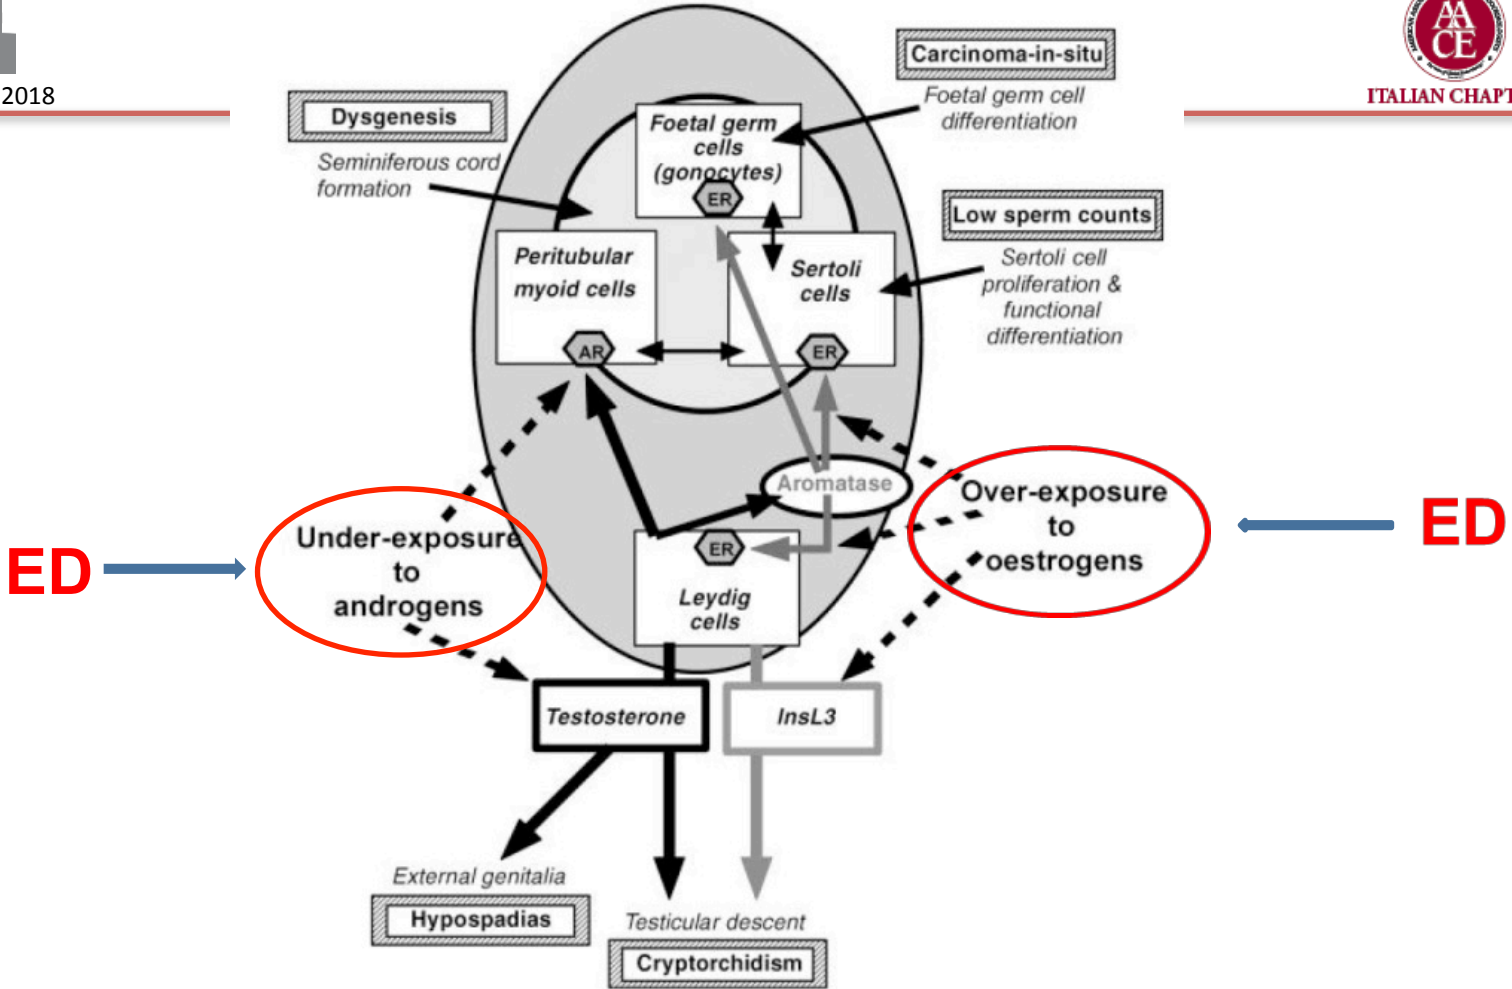 2018
AA
CE
ITALIAN CHAPT
Carcinoma-in-situ
Foetal germ cell
differentiation
Dysgenesis
Seminiferous cord
formation
Foetal germ
cells
(gonocytes)
ER
Low sperm counts
Sertoli cell
proliferation &
functional
differentiation
Peritubular
myoid cells
AR
Sertoli
cells
ER
Aromatase
Under-exposure
to
androgens
Over-exposure
to
oestrogens
ED
ED
ER
Leydig
cells
Testosterone
InsL3
External genitalia
Hypospadias
Testicular descent
Cryptorchidism